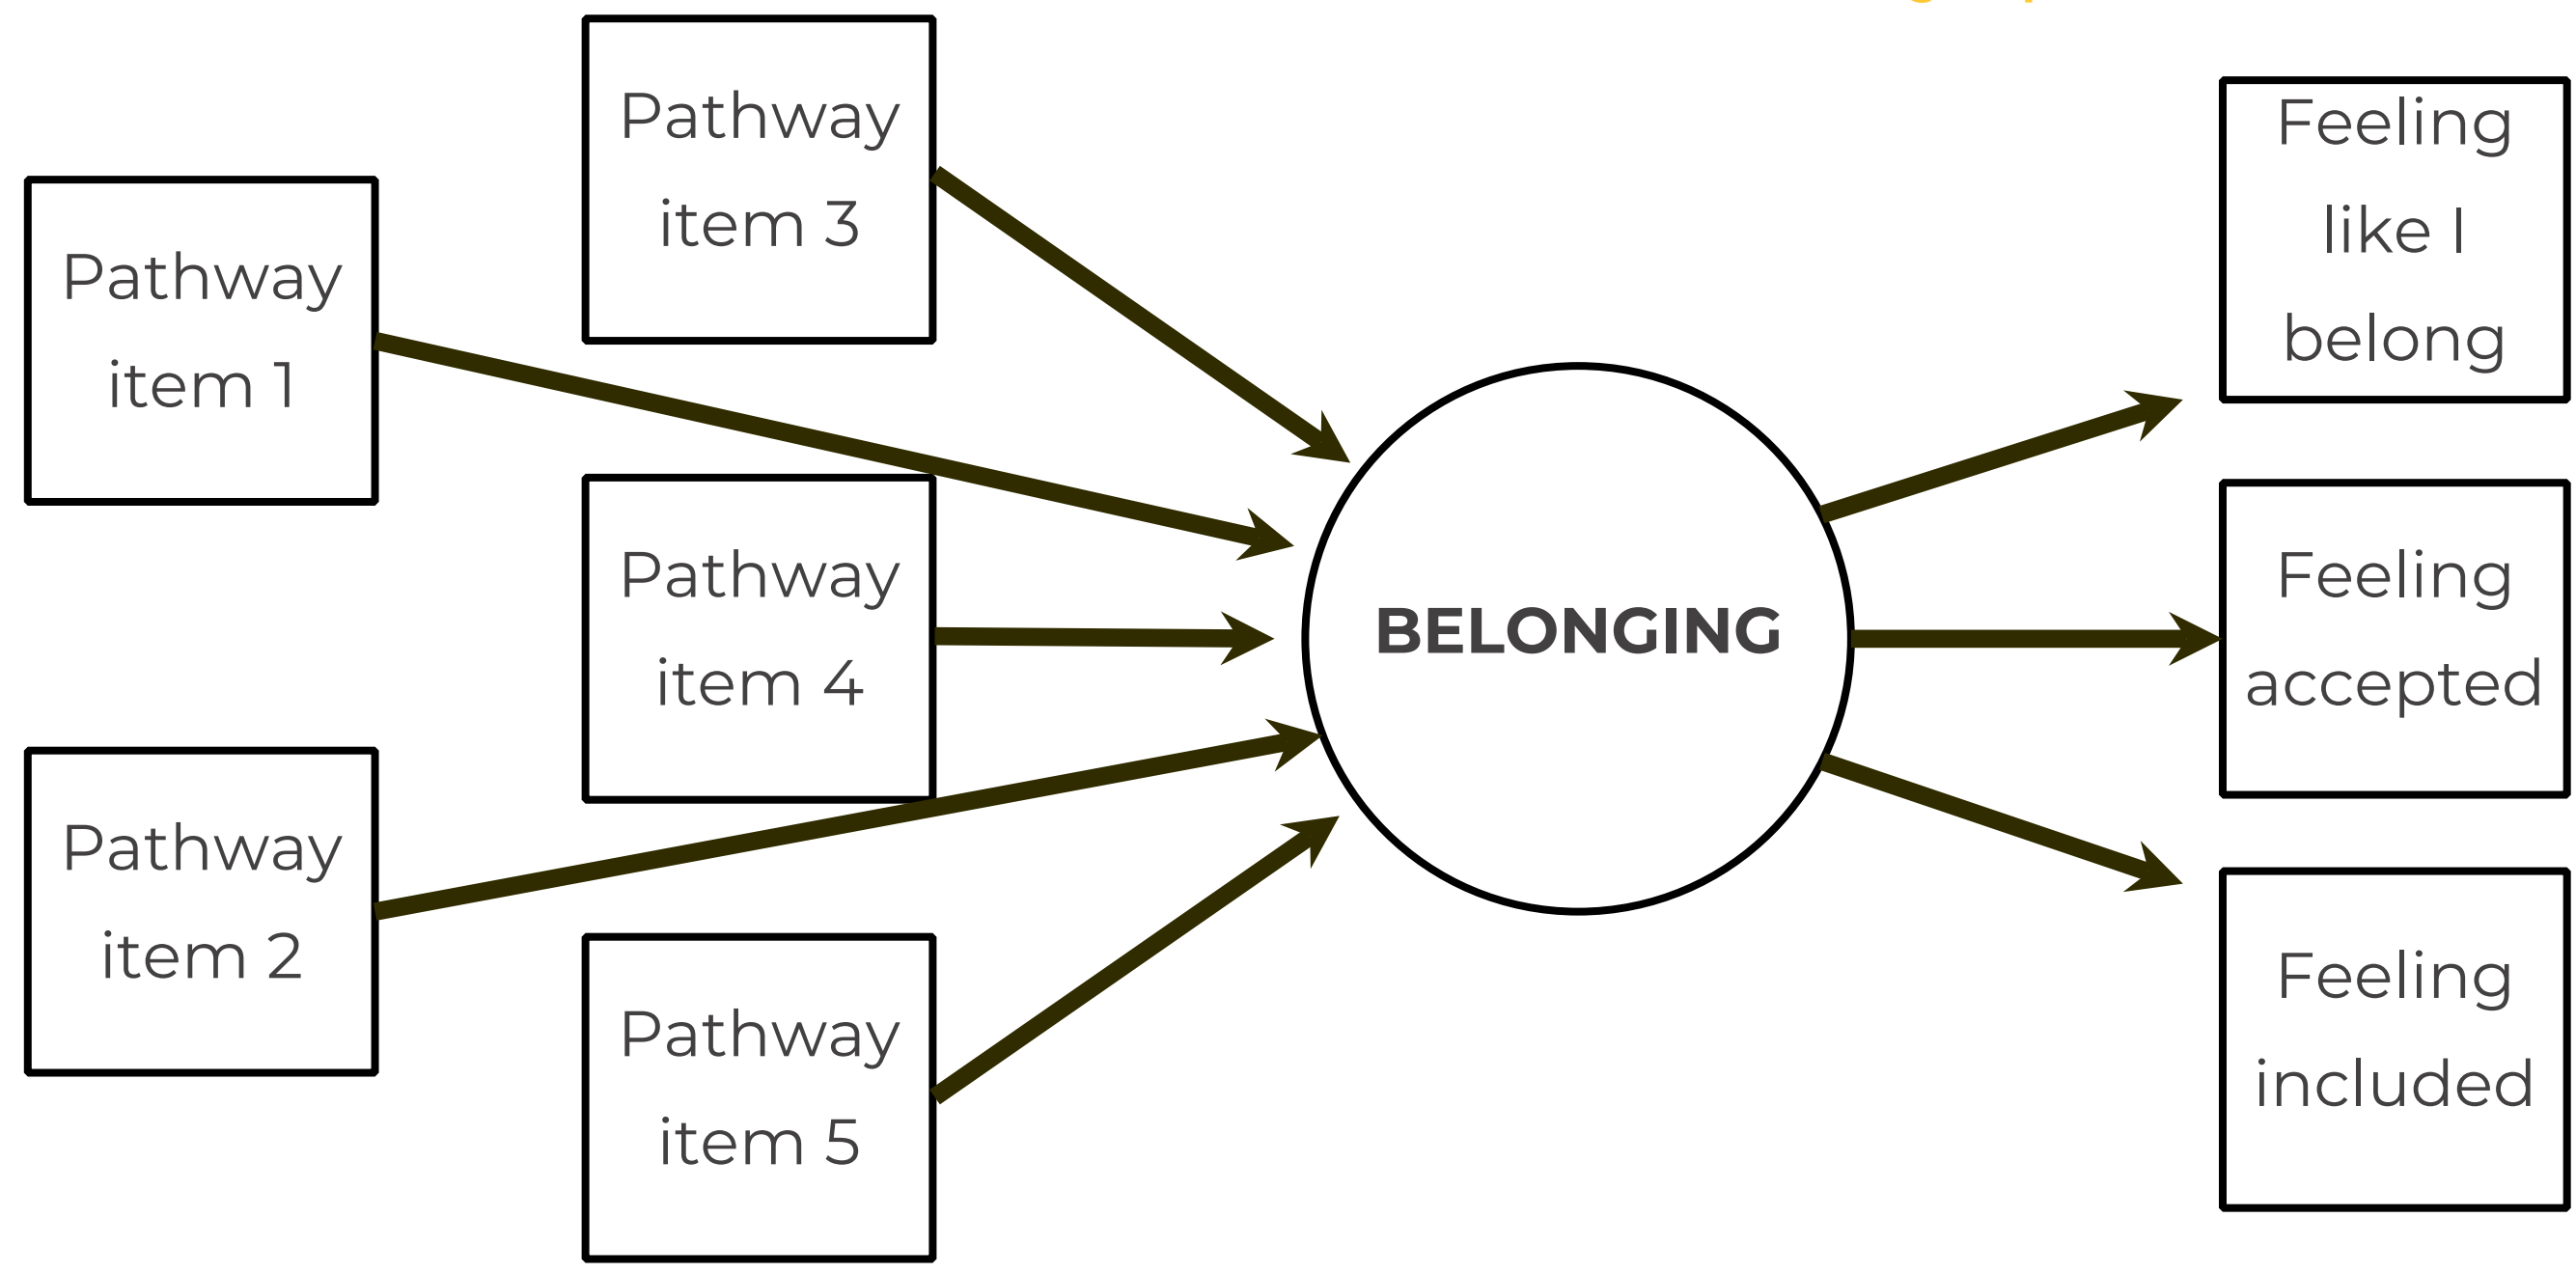 Pathway
item 1
Pathway
item 2
Pathway
item 3
Pathway
item 4
Pathway
item 5
BELONGING
Feeling
like I
belong
Feeling
accepted
Feeling
included